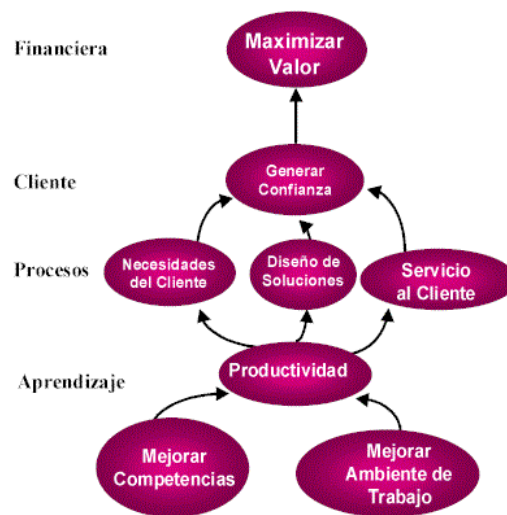 Financiera
Maximizar
Valor
Cliente
Generar
Confianza
Procesos
Necesidades
del Cliente
Diseño de
Soluciones
Servicio
al Cliente
Aprendizaje
Productividad
Mejorar
Competencias
Mejorar
Ambiente de
Trabajo